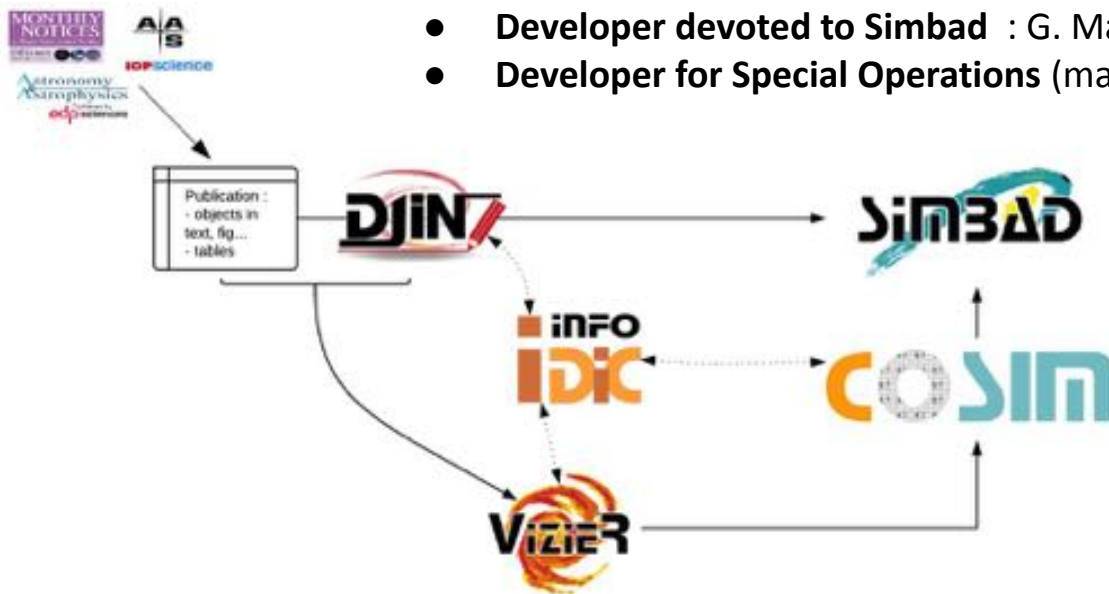 MONTHLY
NOTICES
AAS
IOPscience
Astronomy
Astrophysics
edp sciences
● Developer devoted to Simbad : G. Ma
● Developer for Special Operations (ma
Publication :
- objects in
text, fig...
- tables
DJIN
SIMBAD
iNFO
iDiC
COSIM
VizieR